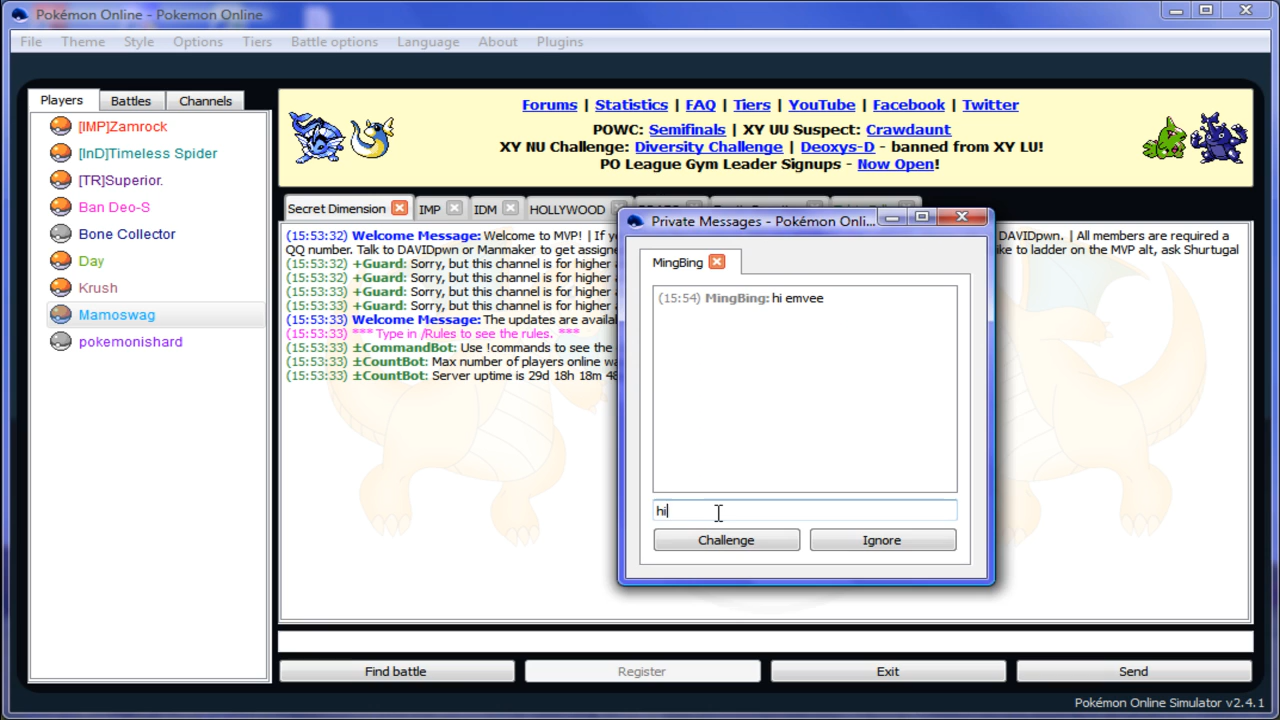 Pokémon Online - Pokemon Online
File Theme Style Options Tiers Battle options Language About Plugins
Players Battles Channels
[IMP]Zamrock
[InD]Timeless Spider
[TR]Superior.
Ban Deo-S
Bone Collector
Day
Krush
Mamoswag
pokemonishard
Forums | Statistics | FAQ | Tiers | YouTube | Facebook | Twitter
POWC: Semifinals | XY UU Suspect: Crawdaunt
XY NU Challenge: Diversity Challenge | Deoxys-D - banned from XY LU!
PO League Gym Leader Signups - Now Open!
Secret Dimension IMP IDM HOLLYWOOD
(15:53:32) Welcome Message: Welcome to MVP! | If DAVIDpwn. | All members are required a
QQ number. Talk to DAVIDpwn or Manmaker to get assigne ke to ladder on the MVP alt, ask Shurtugal
(15:53:32) +Guard: Sorry, but this channel is for higher
(15:53:32) +Guard: Sorry, but this channel is for higher
(15:53:33) +Guard: Sorry, but this channel is for higher
(15:53:33) +Guard: Sorry, but this channel is for higher
(15:53:33) Welcome Message: The updates are availa
(15:53:33) *** Type in /Rules to see the rules. ***
(15:53:33) ±CommandBot: Use !commands to see the
(15:53:33) ±CountBot: Max number of players online wa
(15:53:33) ±CountBot: Server uptime is 29d 18h 18m 48
Private Messages - Pokémon Onli...
MingBing
(15:54) MingBing: hi emvee
hi
Challenge Ignore
Find battle Register Exit Send
Pokémon Online Simulator v2.4.1